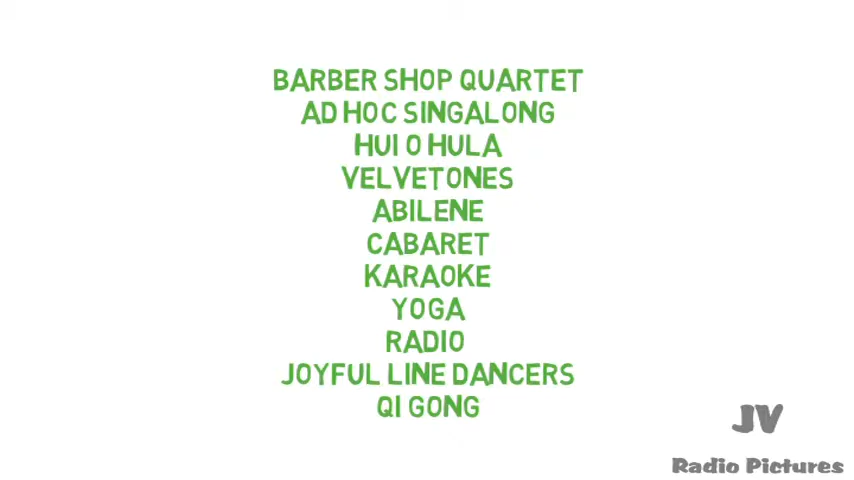 BARBER SHOP QUARTET
AD HOC SINGALONG
HUI O HULA
VELVETONES
ABILENE
CABARET
KARAOKE
YOGA
RADIO
JOYFUL LINE DANCERS
QI GONG
JV
Radio Pictures